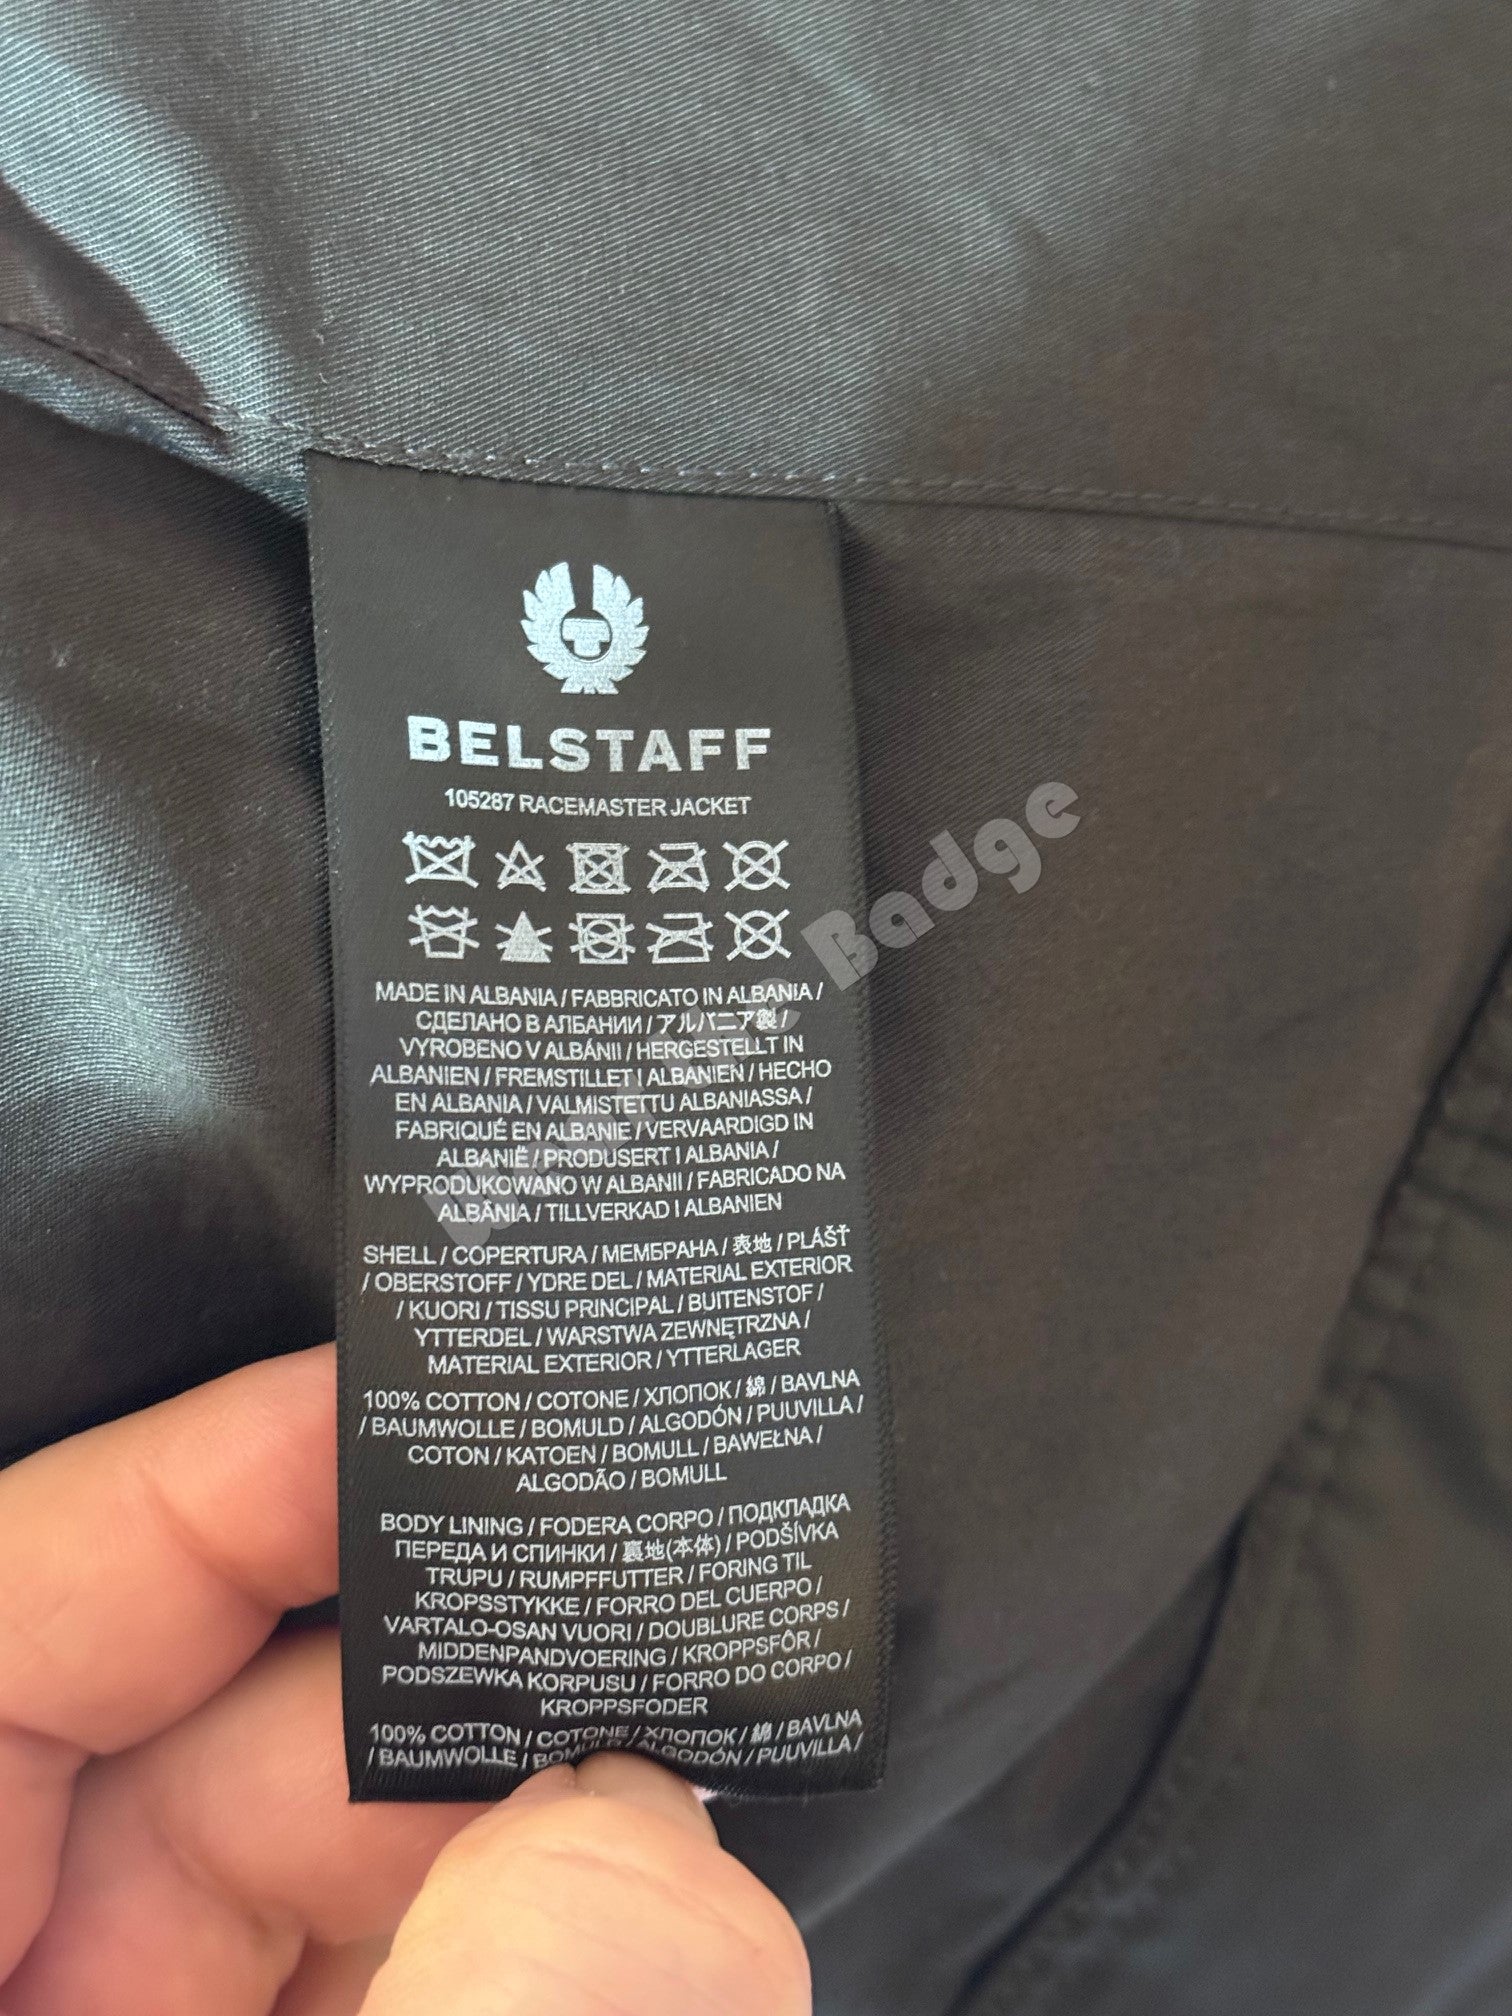 BELSTAFF
105287 RACEMASTER JACKET
MADE IN ALBANIA / FABBRICATO IN ALBANIA /
СДЕЛАНО В АЛБАНИИ / アルバニア製 /
VYROBENO V ALBÁNII / HERGESTELLT IN
ALBANIEN / FREMSTILLET I ALBANIEN / HECHO
EN ALBANIA / VALMISTETTU ALBANIASSA /
FABRIQUÉ EN ALBANIE / VERVAARDIGD IN
ALBANIË / PRODUSERT I ALBANIA /
WYPRODUKOWANO W ALBANII / FABRICADO NA
ALBÂNIA / TILLVERKAD I ALBANIEN
SHELL / COPERTURA / МЕМБРАНА / 表地 / PLÁŠŤ
/ OBERSTOFF / YDRE DEL / MATERIAL EXTERIOR
/ KUORI / TISSU PRINCIPAL / BUITENSTOF /
YTTERDEL / WARSTWA ZEWNĘTRZNA /
MATERIAL EXTERIOR / YTTERLAGER
100% COTTON / COTONE / ХЛОПОК / 綿 / BAVLNA
/ BAUMWOLLE / BOMULD / ALGODÓN / PUUVILLA /
COTON / KATOEN / BOMULL / BAWEŁNA /
ALGODÃO / BOMULL
BODY LINING / FODERA CORPO / ПОДКЛАДКА
ПЕРЕДА И СПИНКИ / 裏地(本体) / PODŠÍVKA
TRUPU / RUMPFFUTTER / FORING TIL
KROPSSTYKKE / FORRO DEL CUERPO /
VARTALO-OSAN VUORI / DOUBLURE CORPS /
MIDDENPANDVOERING / KROPPSFÔR /
PODSZEWKA KORPUSU / FORRO DO CORPO /
KROPPSFODER
100% COTTON / COTONE / ХЛОПОК / 綿 / BAVLNA
/ BAUMWOLLE / BOMULD / ALGODÓN / PUUVILLA /
Wear the Badge